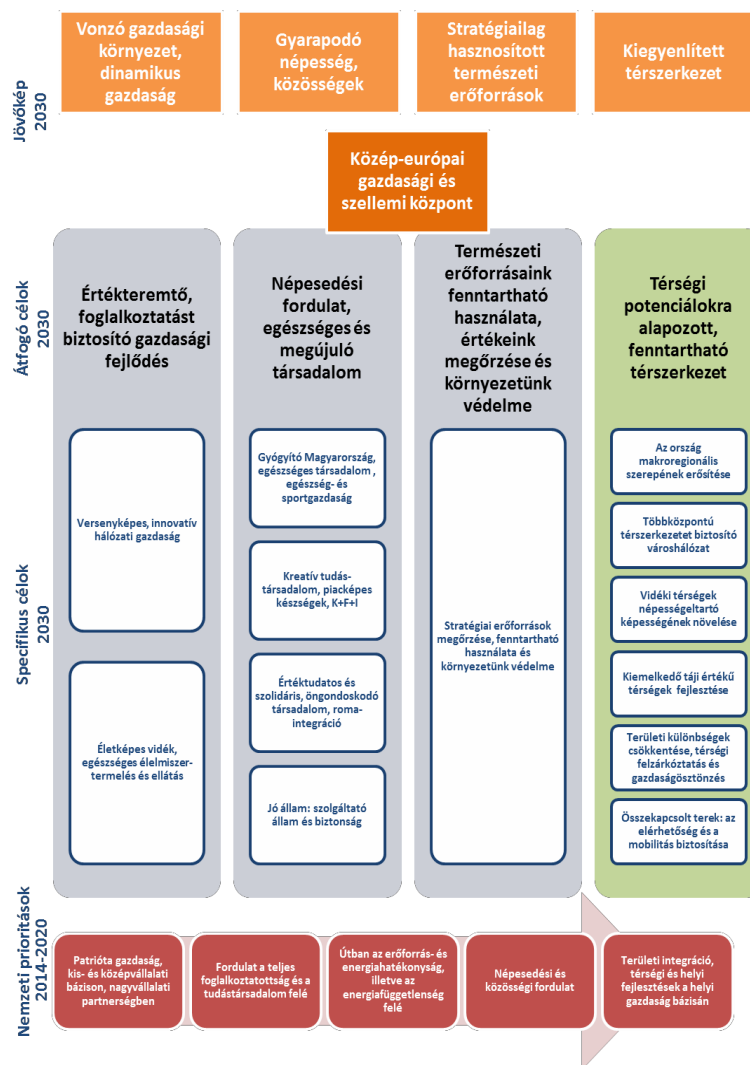 Jövőkép
2030
Vonzó gazdasági
környezet,
dinamikus
gazdaság
Gyarapodó
népesség,
közösségek
Stratégiailag
hasznosított
természeti
erőforrások
Kiegyenlített
térszerkezet
Közép-európai
gazdasági és
szellemi központ
Átfogó célok
2030
Értékteremtő,
foglalkoztatást
biztosító gazdasági
fejlődés
Népesedési
fordulat,
egészséges és
megújuló
társadalom
Természeti
erőforrásaink
fenntartható
használata,
értékeink
megőrzése és
környezetünk
védelme
Térségi
potenciálokra
alapozott,
fenntartható
térszerkezet
Specifikus célok
2030
Versenyképes, innovatív
hálózati gazdaság
Életképes vidék,
egészséges élelmiszer-
termelés és ellátás
Gyógyító Magyarország,
egészséges társadalom ,
egészség- és
sportgazdaság
Kreatív tudás-
társadalom, piacképes
készségek, K+F+I
Értéktudatos és
szolidáris, öngondoskodó
társadalom, roma-
integráció
Jó állam: szolgáltató
állam és biztonság
Stratégiai erőforrások
megőrzése, fenntartható
használata és
környezetünk védelme
Az ország
makroregionális
szerepének erősítése
Többközpontú
térszerkezetet biztosító
városhálózat
Vidéki térségek
népességeltartó
képességének növelése
Kiemelkedő táji értékű
térségek fejlesztése
Területi különbségek
csökkentése, térségi
felzárkóztatás és
gazdaságösztönzés
Összekapcsolt terek: az
elérhetőség és a
mobilitás biztosítása
Nemzeti prioritások
2014-2020
Patrióta gazdaság,
kis- és középvállalati
bázison, nagyvállalati
partnerségben
Fordulat a teljes
foglalkoztatottság és a
tudástársadalom felé
Útban az erőforrás- és
energiahatékonyság,
illetve az
energiafüggetlenség
felé
Népesedési és
közösségi fordulat
Területi integráció,
térségi és helyi
fejlesztések a helyi
gazdaság bázisán